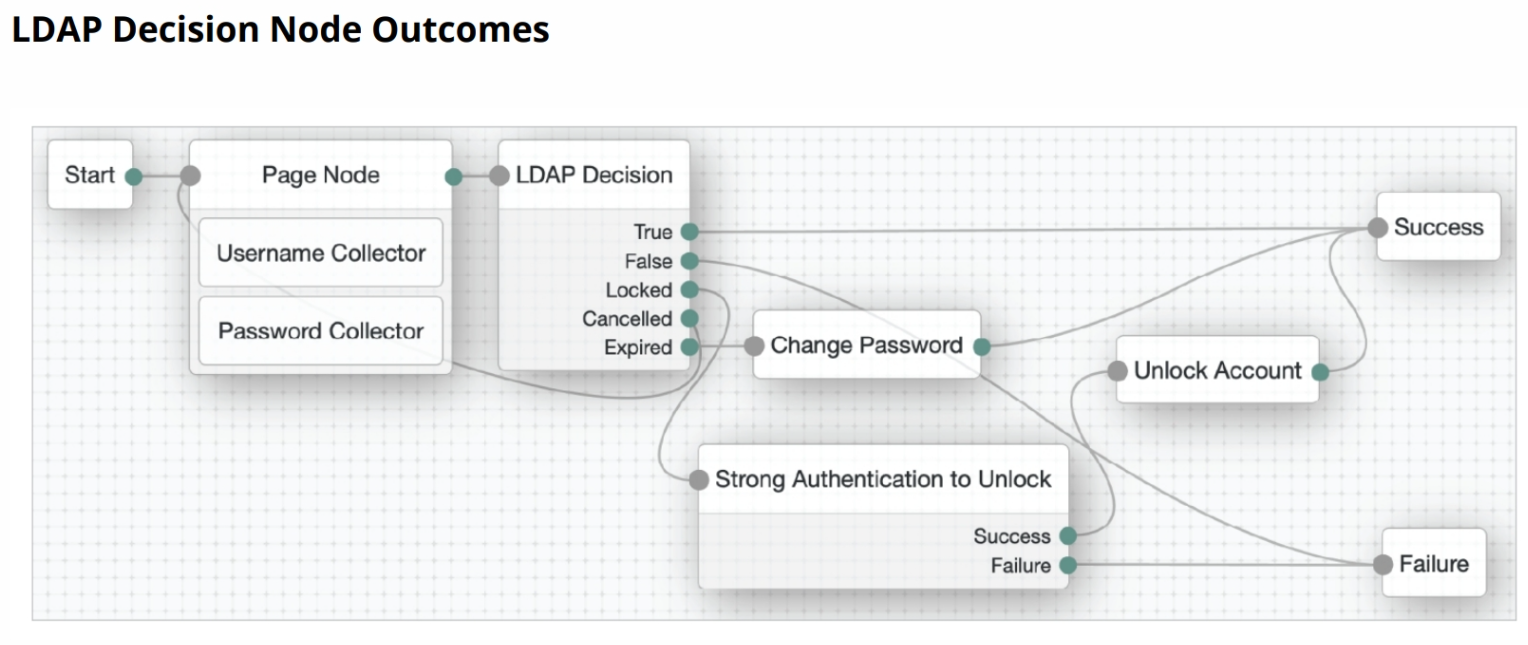 LDAP Decision Node Outcomes
Start
Page Node
Username Collector
Password Collector
LDAP Decision
True
False
Locked
Cancelled
Expired
Change Password
Strong Authentication to Unlock
Success
Failure
Unlock Account
Success
Failure